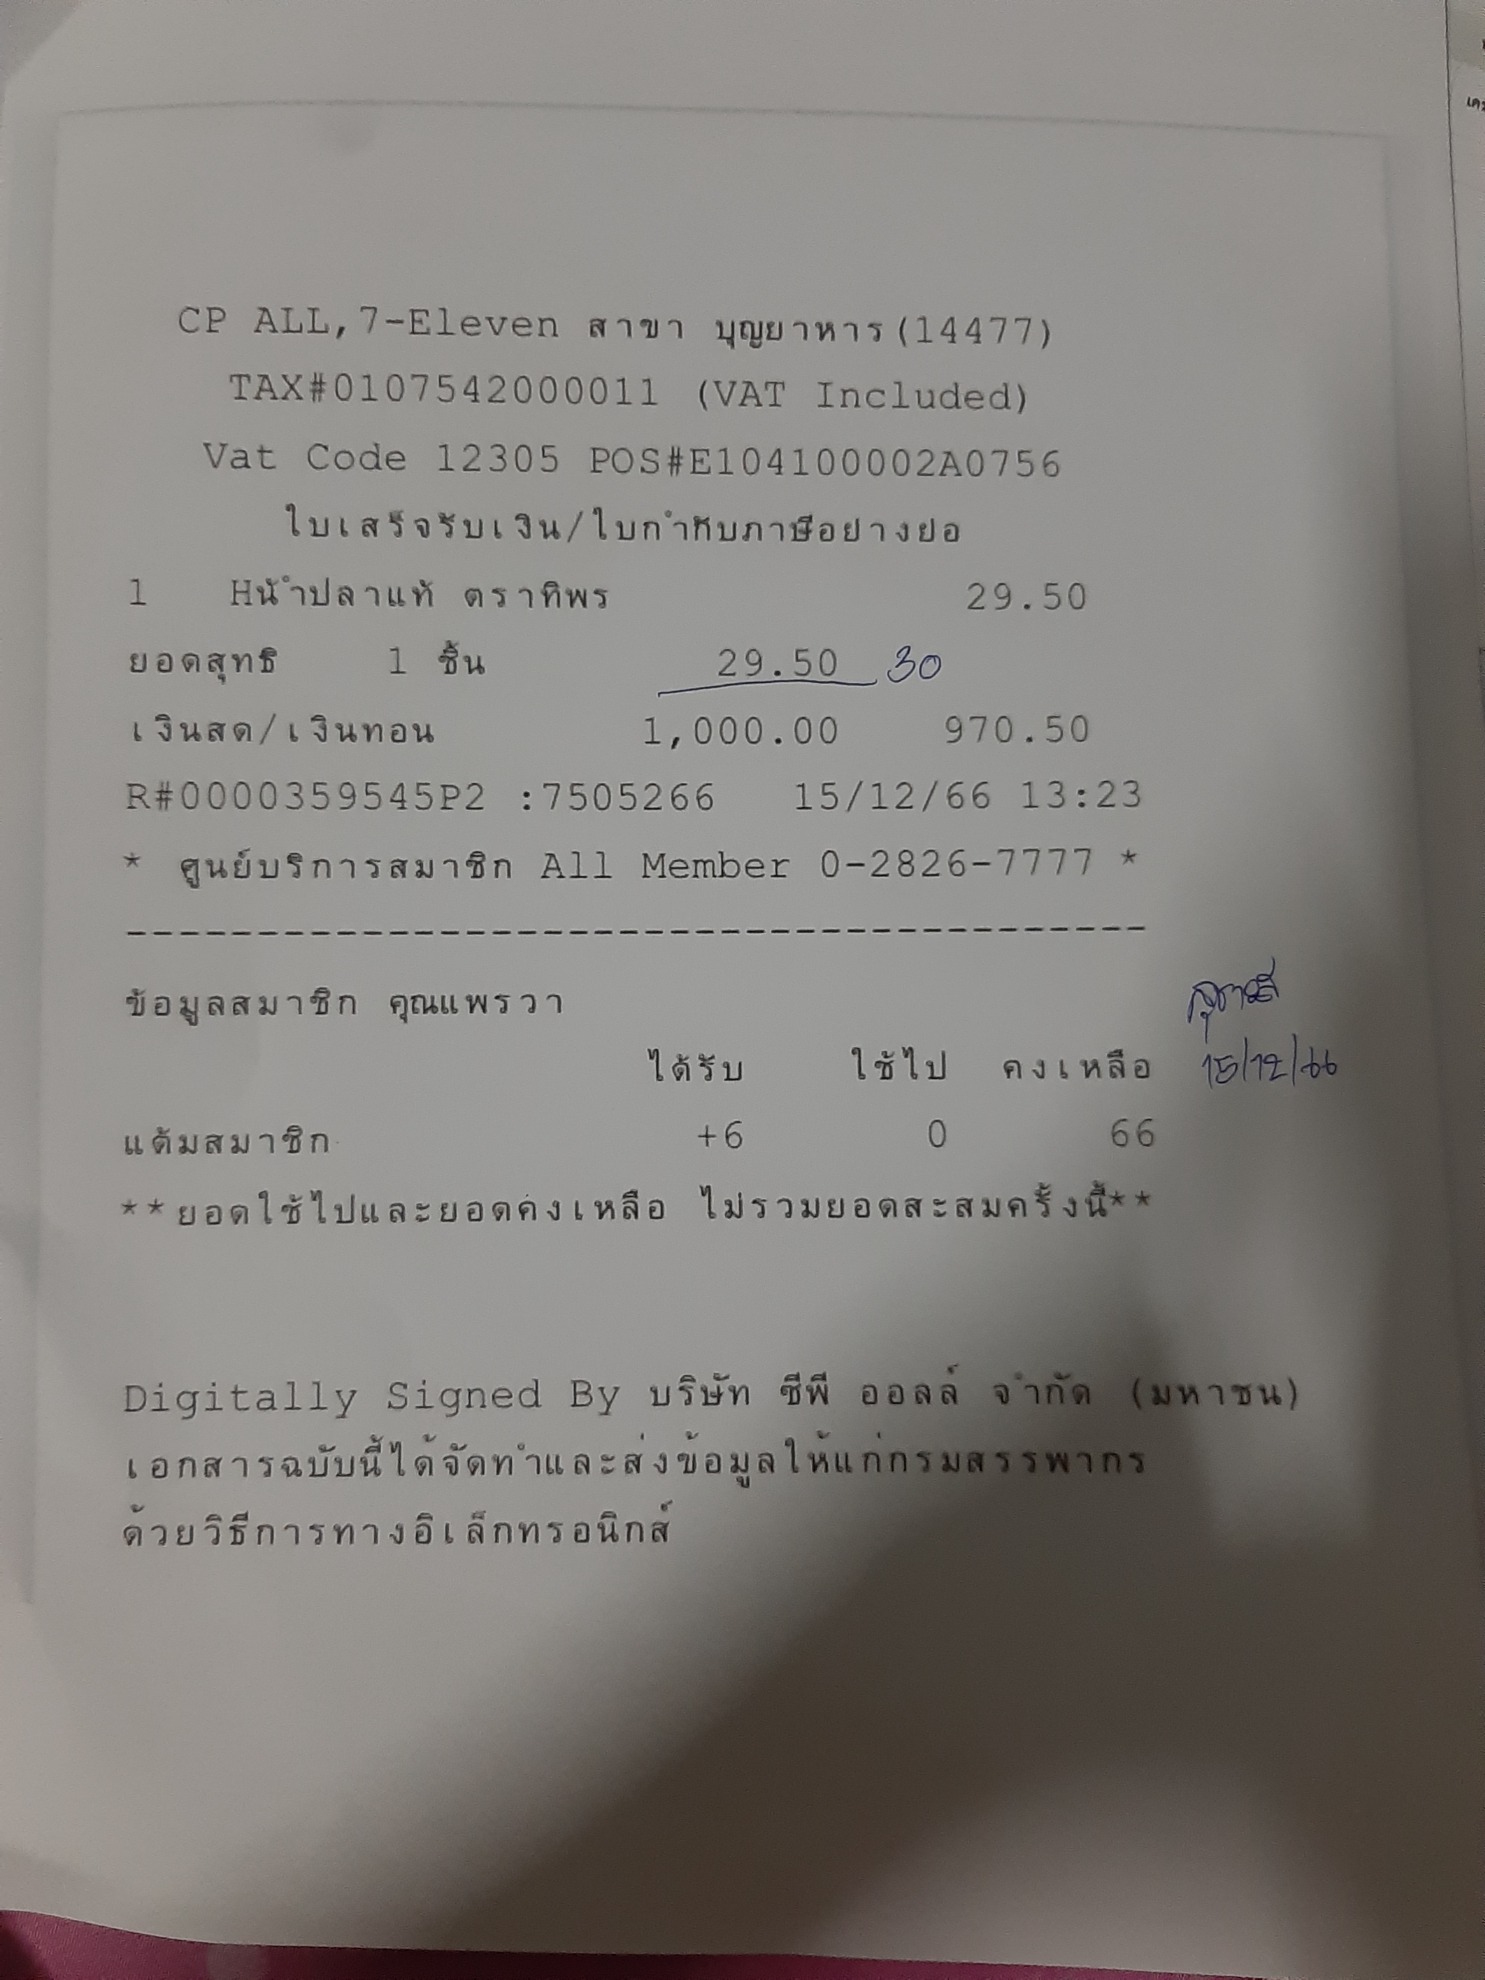 CP ALL,7-Eleven สาขา บุญยาหาร(14477)
TAX#0107542000011 (VAT Included)
Vat Code 12305 POS#E104100002A0756
ใบเสร็จรับเงิน/ใบกำกับภาษีอย่างย่อ
1 Hน้ำปลาแท้ ตราทิพร 29.50
ยอดสุทธิ 1 ชิ้น 29.50 30
เงินสด/เงินทอน 1,000.00 970.50
R#0000359545P2 :7505266 15/12/66 13:23
* ศูนย์บริการสมาชิก All Member 0-2826-7777 *
----------------------------------------
ข้อมูลสมาชิก คุณแพรวา
ได้รับ ใช้ไป คงเหลือ 15/12/66
แต้มสมาชิก +6 0 66
**ยอดใช้ไปและยอดคงเหลือ ไม่รวมยอดสะสมครั้งนี้**
Digitally Signed By บริษัท ซีพี ออลล์ จำกัด (มหาชน)
เอกสารฉบับนี้ได้จัดทำและส่งข้อมูลให้แก่กรมสรรพากร
ด้วยวิธีการทางอิเล็กทรอนิกส์